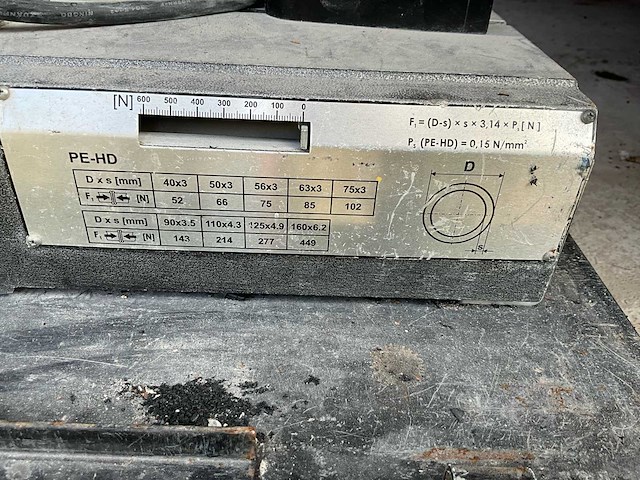 [N] 600 500 400 300 200 100 0
F₁ = (D-s) × s × 3,14 × P₁ [N]
P₁ (PE-HD) = 0,15 N/mm²
PE-HD
D x s [mm] 40x3 50x3 56x3 63x3 75x3
F₁ [N] 52 66 75 85 102
D x s [mm] 90x3.5 110x4.3 125x4.9 160x6.2
F₁ [N] 143 214 277 449
D
s